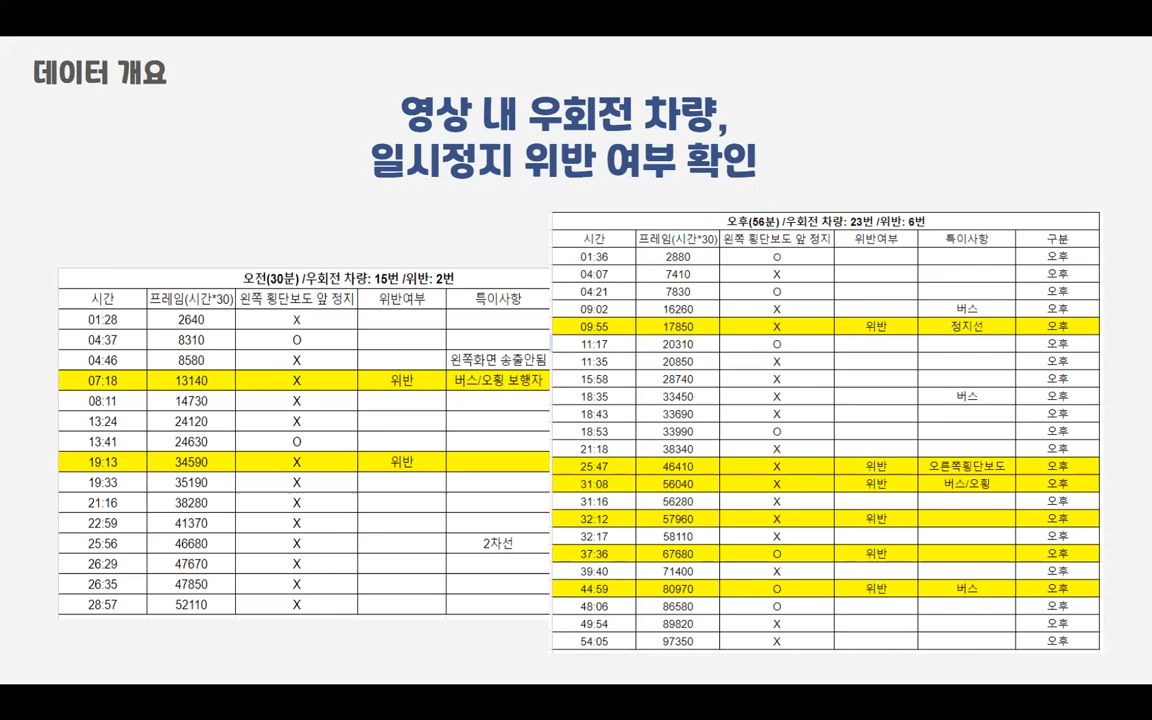 데이터 개요
영상 내 우회전 차량,
일시정지 위반 여부 확인
오전(30분) /우회전 차량: 15번 /위반: 2번
시간 프레임(시간*30) 왼쪽 횡단보도 앞 정지 위반여부 특이사항
01:28 2640 X
04:37 8310 O
04:46 8580 X 왼쪽화면 송출안됨
07:18 13140 X 위반 버스/오횡 보행자
08:11 14730 X
13:24 24120 X
13:41 24630 O
19:13 34590 X 위반
19:33 35190 X
21:16 38280 X
22:59 41370 X
25:56 46680 X 2차선
26:29 47670 X
26:35 47850 X
28:57 52110 X
오후(56분) /우회전 차량: 23번 /위반: 6번
시간 프레임(시간*30) 왼쪽 횡단보도 앞 정지 위반여부 특이사항 구분
01:36 2880 O 오후
04:07 7410 X 오후
04:21 7830 O 오후
09:02 16260 X 버스 오후
09:55 17850 X 위반 정지선 오후
11:17 20310 O 오후
11:35 20850 X 오후
15:58 28740 X 오후
18:35 33450 X 버스 오후
18:43 33690 X 오후
18:53 33990 O 오후
21:18 38340 X 오후
25:47 46410 X 위반 오른쪽횡단보도 오후
31:08 56040 X 위반 버스/오횡 오후
31:16 56280 X 오후
32:12 57960 X 위반 오후
32:17 58110 X 오후
37:36 67680 O 위반 오후
39:40 71400 X 오후
44:59 80970 O 위반 버스 오후
48:06 86580 O 오후
49:54 89820 X 오후
54:05 97350 X 오후